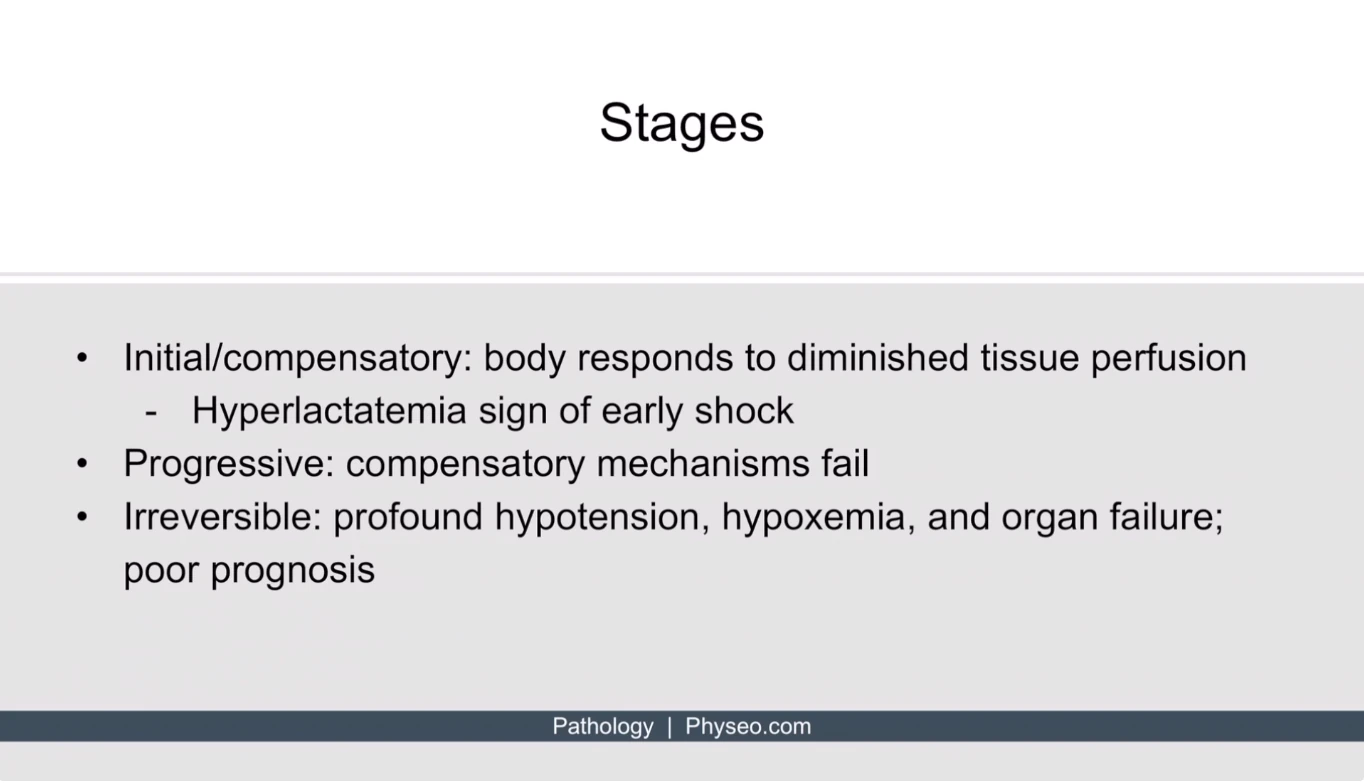 Stages
• Initial/compensatory: body responds to diminished tissue perfusion
- Hyperlactatemia sign of early shock
• Progressive: compensatory mechanisms fail
• Irreversible: profound hypotension, hypoxemia, and organ failure;
poor prognosis
Pathology | Physeo.com